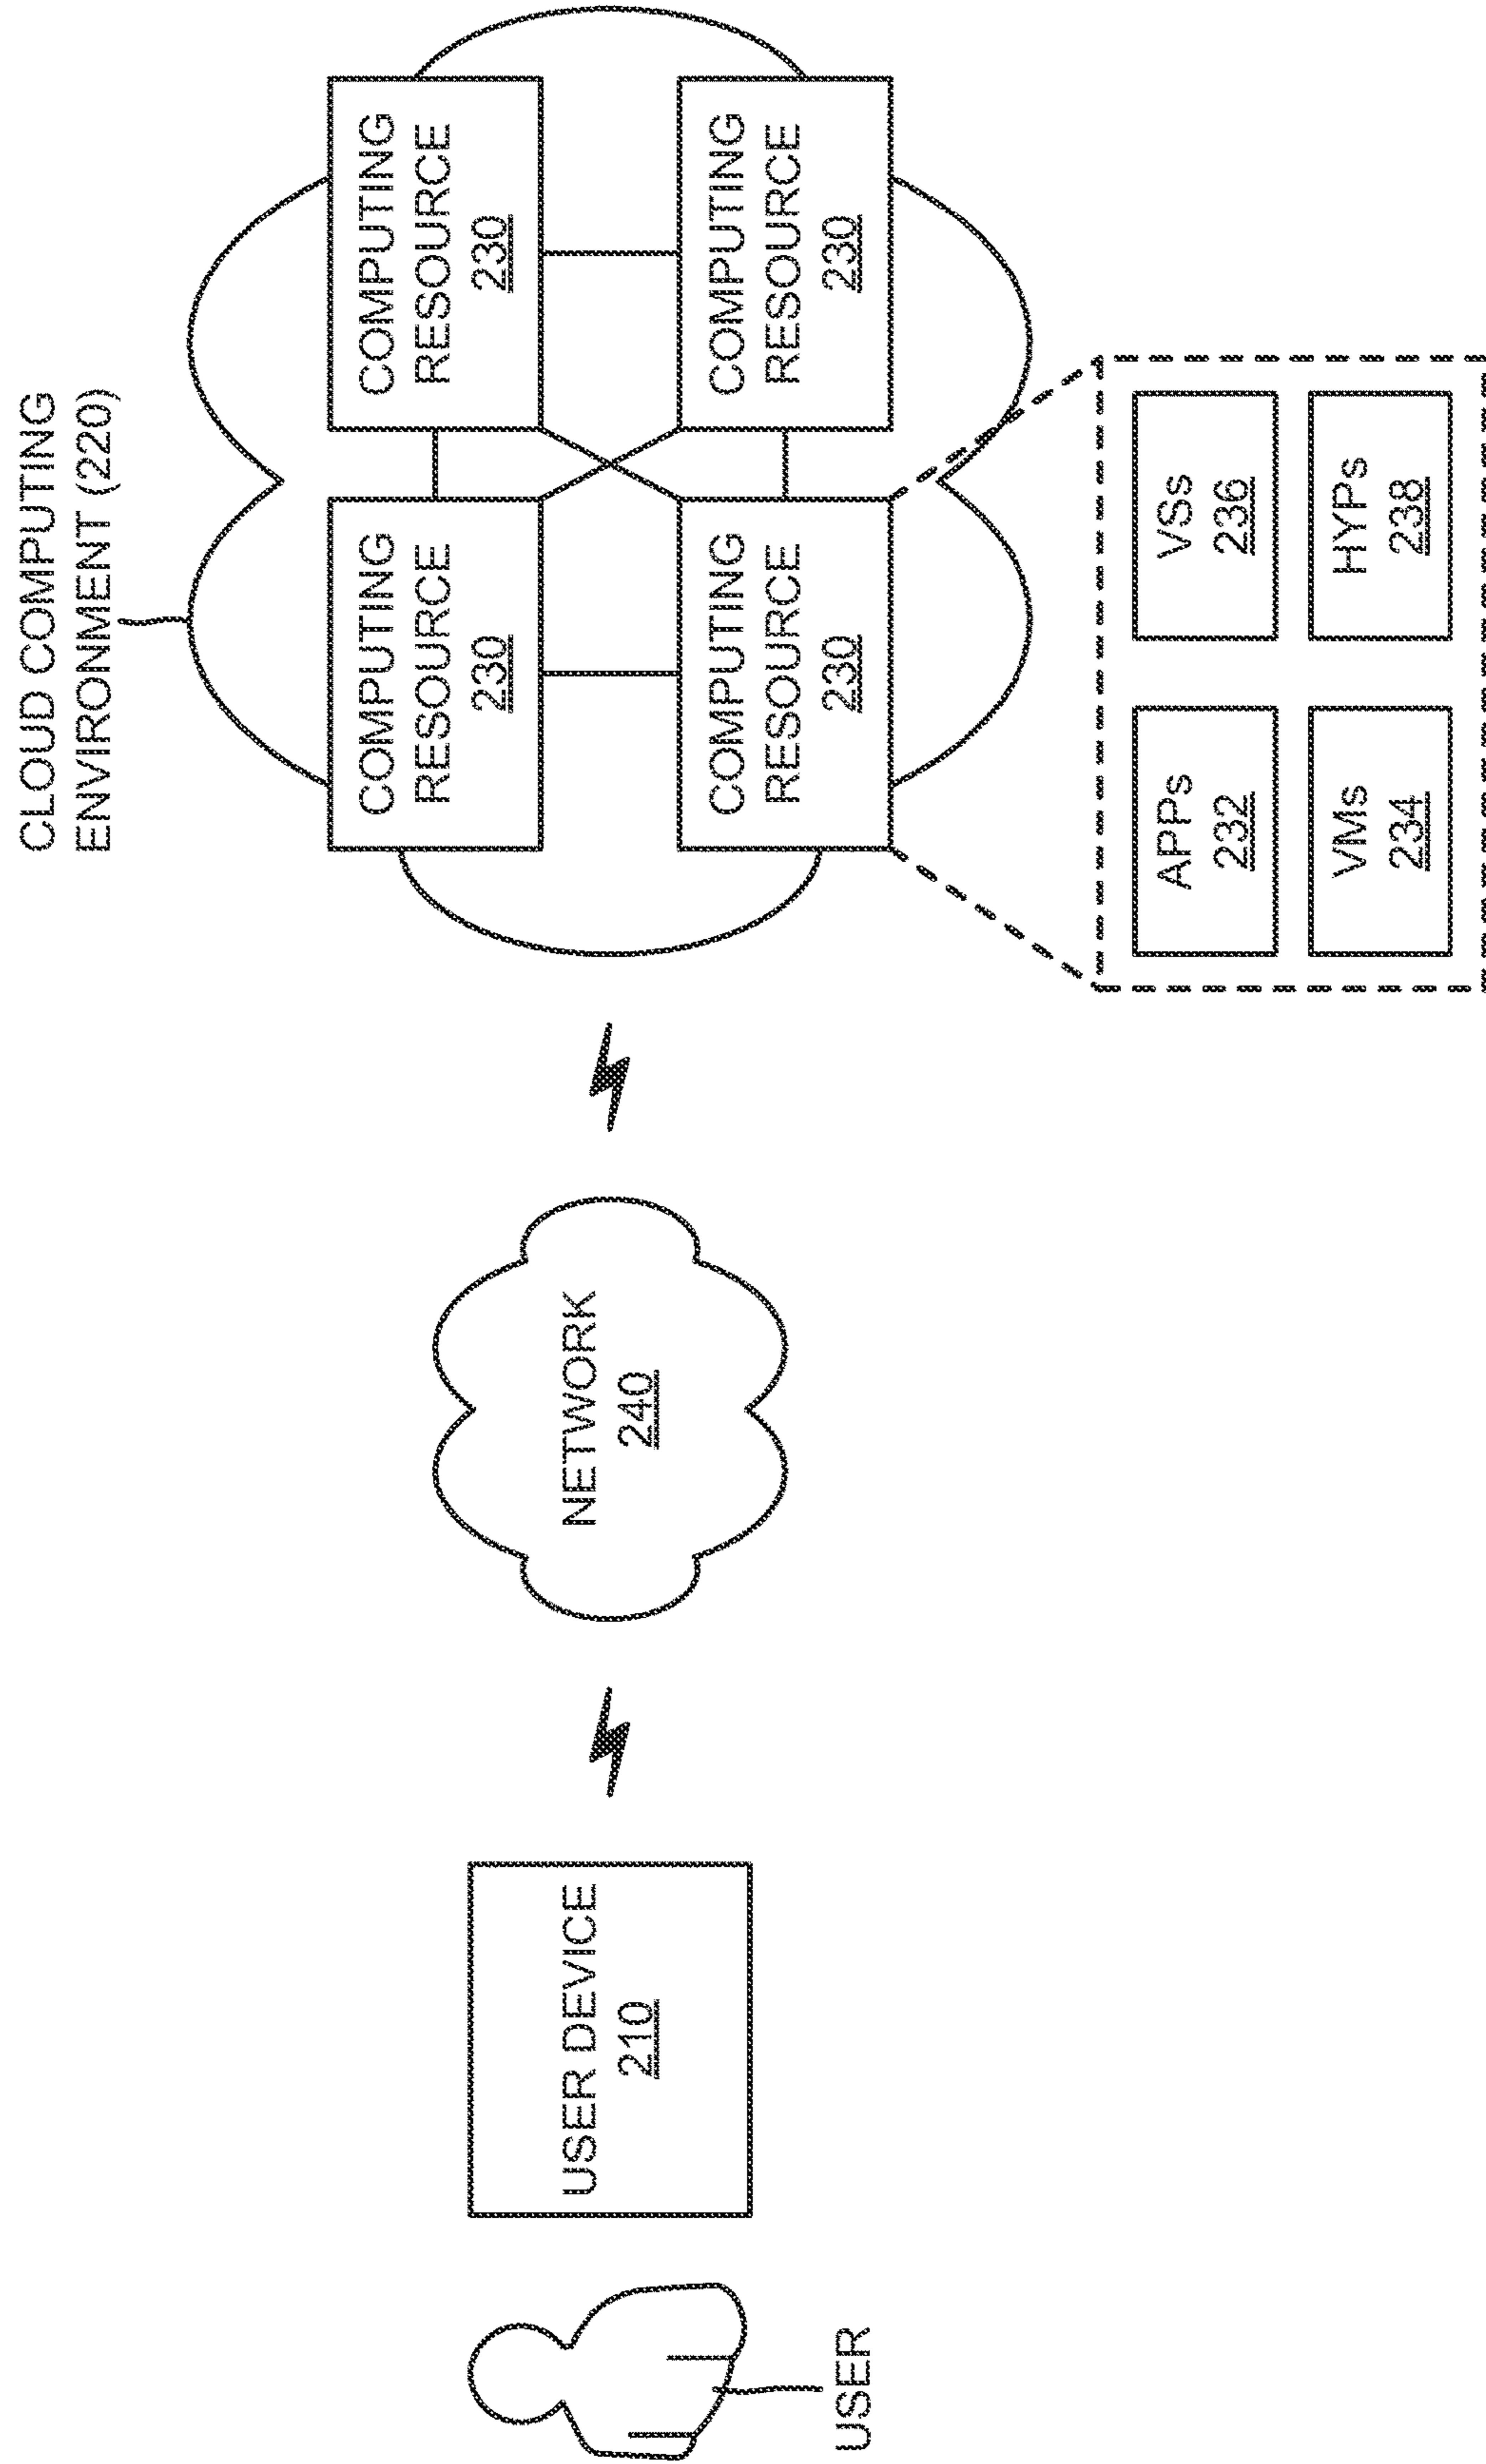 CLOUD COMPUTING
ENVIRONMENT (220)
COMPUTING
RESOURCE
230
COMPUTING
RESOURCE
230
USER DEVICE
210
NETWORK
240
COMPUTING
RESOURCE
230
COMPUTING
RESOURCE
230
USER
APPs
232
VSs
236
VMs
234
HYPs
238